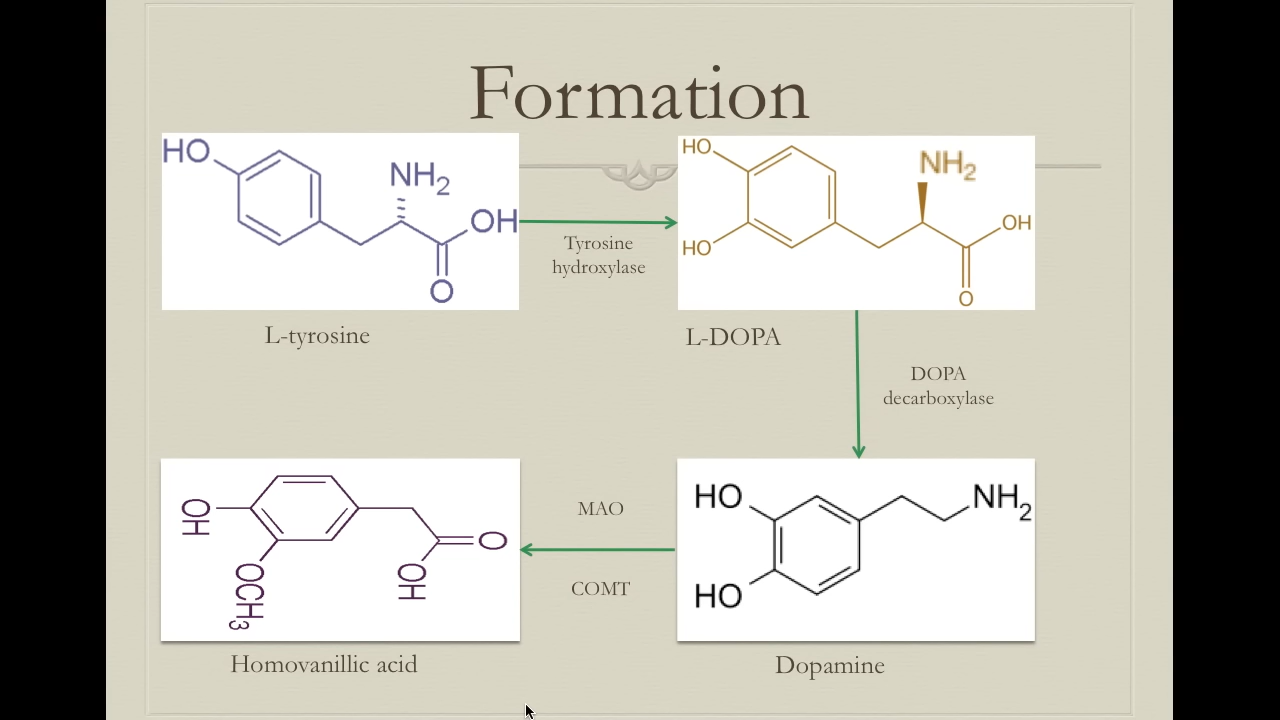 Formation
HO
NH2
OH
O
L-tyrosine
Tyrosine
hydroxylase
HO
HO
NH2
OH
O
L-DOPA
DOPA
decarboxylase
HO
HO
NH2
Dopamine
MAO
COMT
OH
OCH3
OH
O
Homovanillic acid